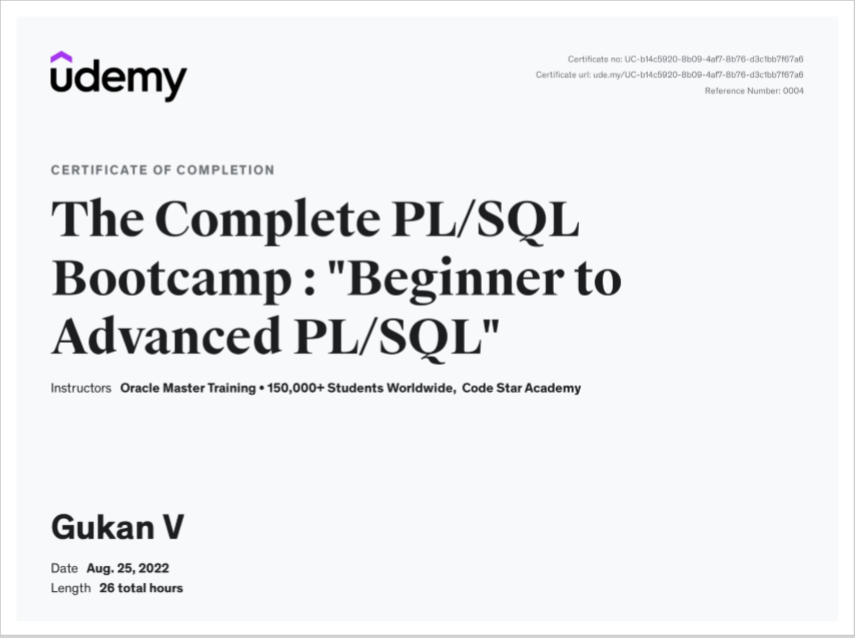 udemy
Certificate no: UC-b14c5920-8b09-4af7-8b76-d3c1bb7f67a6
Certificate url: ude.my/UC-b14c5920-8b09-4af7-8b76-d3c1bb7f67a6
Reference Number: 0004
CERTIFICATE OF COMPLETION
The Complete PL/SQL
Bootcamp : "Beginner to
Advanced PL/SQL"
Instructors Oracle Master Training • 150,000+ Students Worldwide, Code Star Academy
Gukan V
Date Aug. 25, 2022
Length 26 total hours